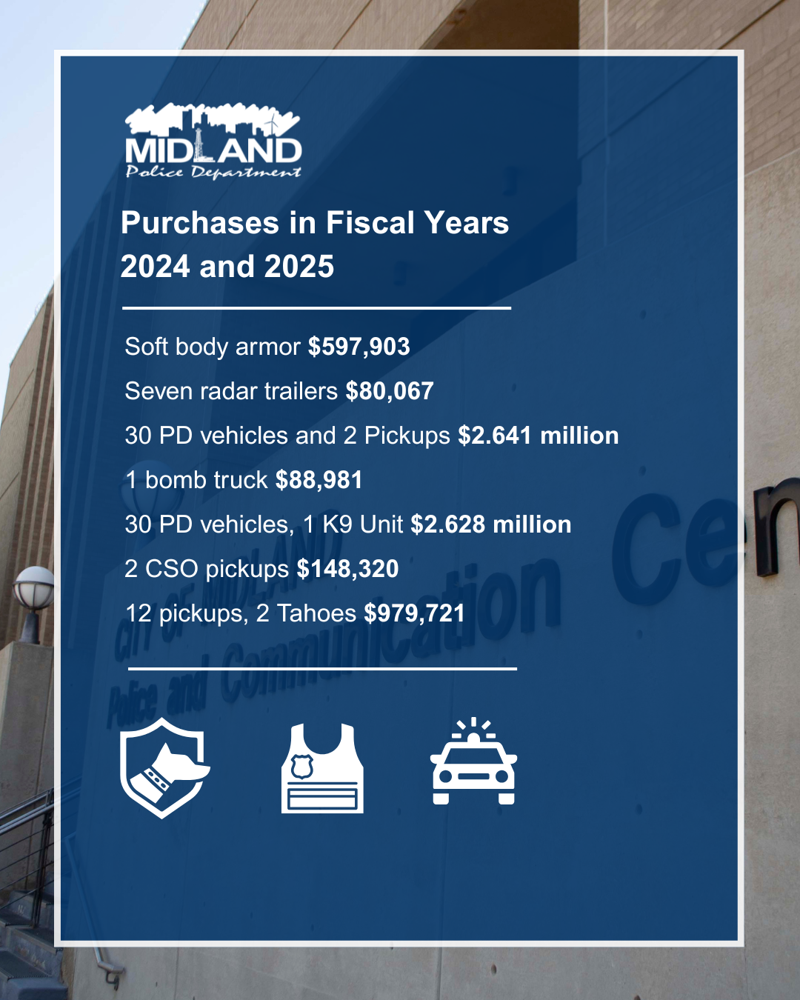 MIDLAND
Police Department
Purchases in Fiscal Years
2024 and 2025
Soft body armor $597,903
Seven radar trailers $80,067
30 PD vehicles and 2 Pickups $2.641 million
1 bomb truck $88,981
30 PD vehicles, 1 K9 Unit $2.628 million
2 CSO pickups $148,320
12 pickups, 2 Tahoes $979,721
CITY OF MIDLAND
Police and Communication Cen